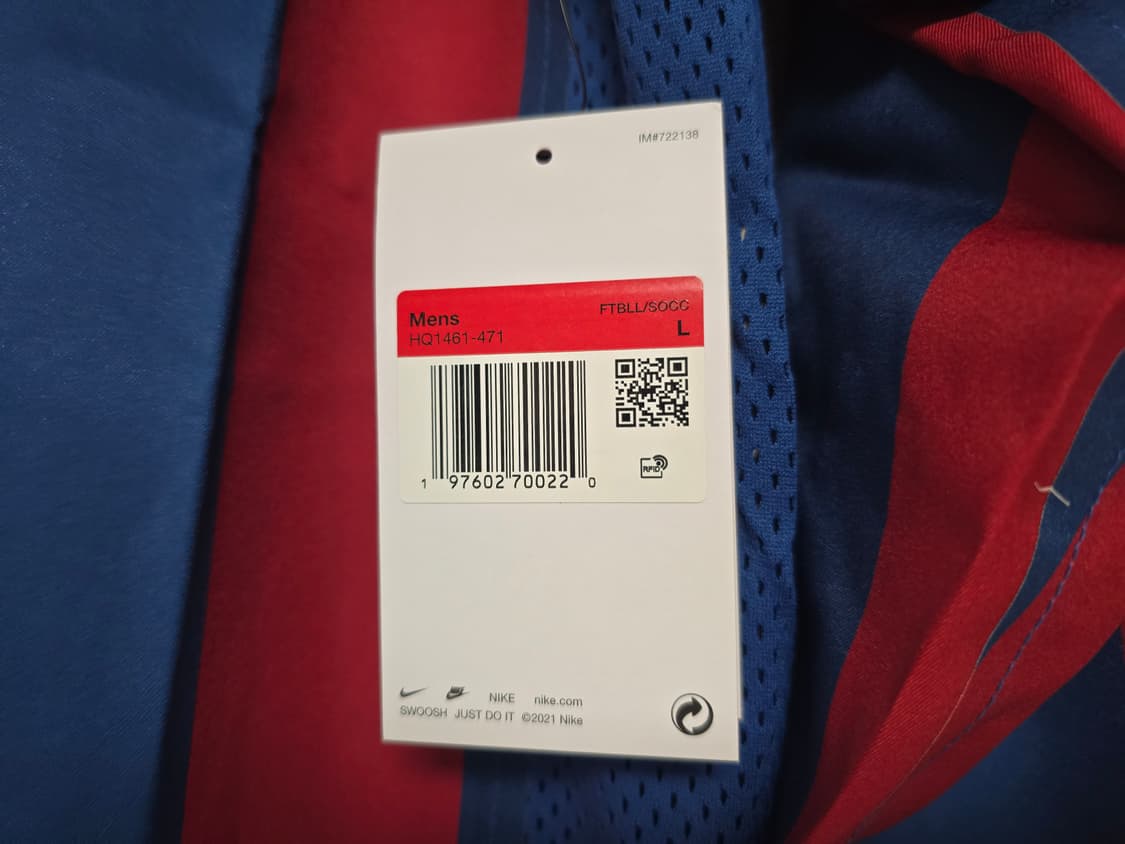 IM#722138
Mens
FTBLL/SOCC
HQ1461-471
L
1 97602 70022 0
RFID
NIKE nike.com
SWOOSH JUST DO IT ©2021 Nike